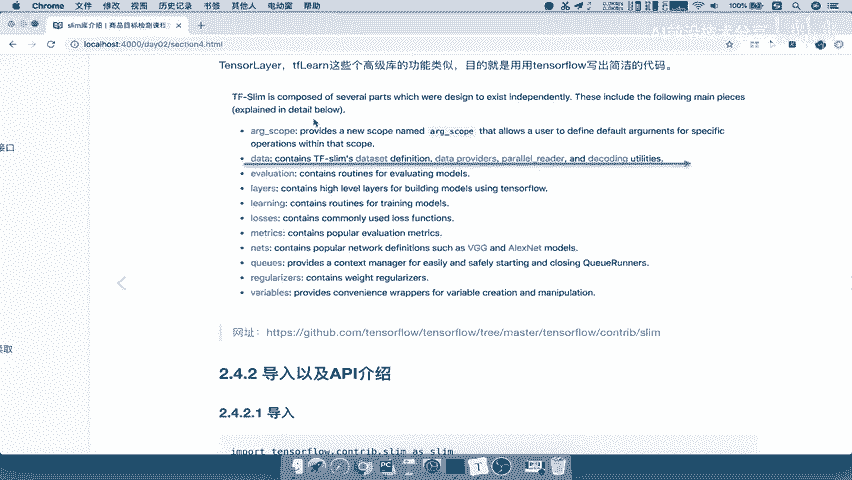 Chrome 文件 修改 视图 历史记录 书签 其他人 电动窗 帮助
100%
slim库介绍 | 商品目标检测课程
localhost:4000/day02/section4.html
TensorLayer，tfLearn这些个高级库的功能类似，目的就是用用tensorflow写出简洁的代码。
TF-Slim is composed of several parts which were design to exist independently. These include the following main pieces
(explained in detail below).
接口
arg_scope: provides a new scope named arg_scope that allows a user to define default arguments for specific
operations within that scope.
data: contains TF-slim's dataset definition, data providers, parallel_reader, and decoding utilities.
evaluation: contains routines for evaluating models.
layers: contains high level layers for building models using tensorflow.
learning: contains routines for training models.
losses: contains commonly used loss functions.
metrics: contains popular evaluation metrics.
nets: contains popular network definitions such as VGG and AlexNet models.
queues: provides a context manager for easily and safely starting and closing QueueRunners.
regularizers: contains weight regularizers.
variables: provides convenience wrappers for variable creation and manipulation.
网址：https://github.com/tensorflow/tensorflow/tree/master/tensorflow/contrib/slim
2.4.2 导入以及API介绍
2.4.2.1 导入
import tensorflow.contrib.slim as slim